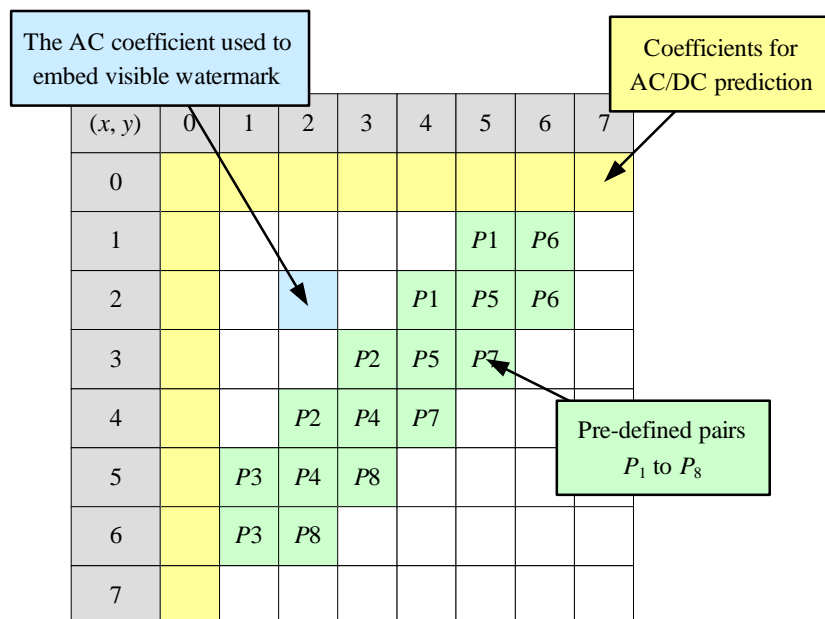 The AC coefficient used to
embed visible watermark
Coefficients for
AC/DC prediction
(x, y) 0 1 2 3 4 5 6 7
0
1 P1 P6
2 P1 P5 P6
3 P2 P5 P7
4 P2 P4 P7
5 P3 P4 P8
6 P3 P8
7
Pre-defined pairs
P₁ to P₈